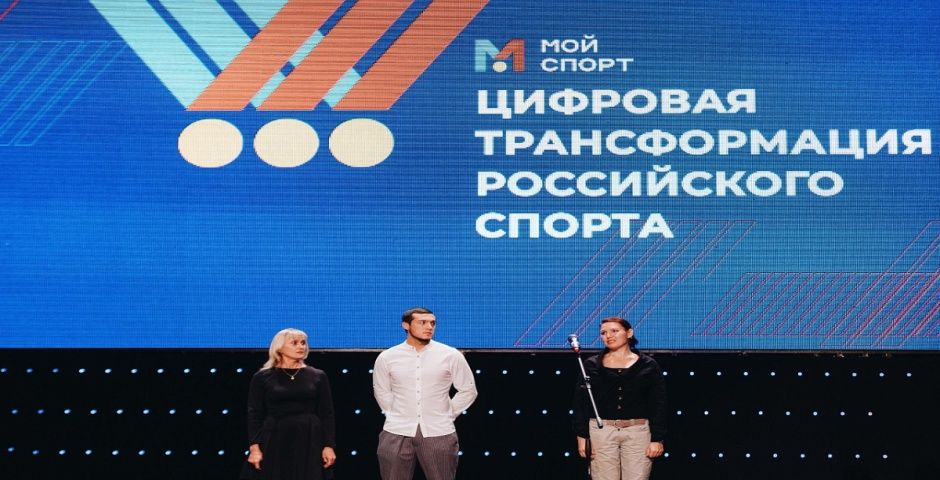 МОЙ
СПОРТ
ЦИФРОВАЯ
ТРАНСФОРМАЦИЯ
РОССИЙСКОГО
СПОРТА